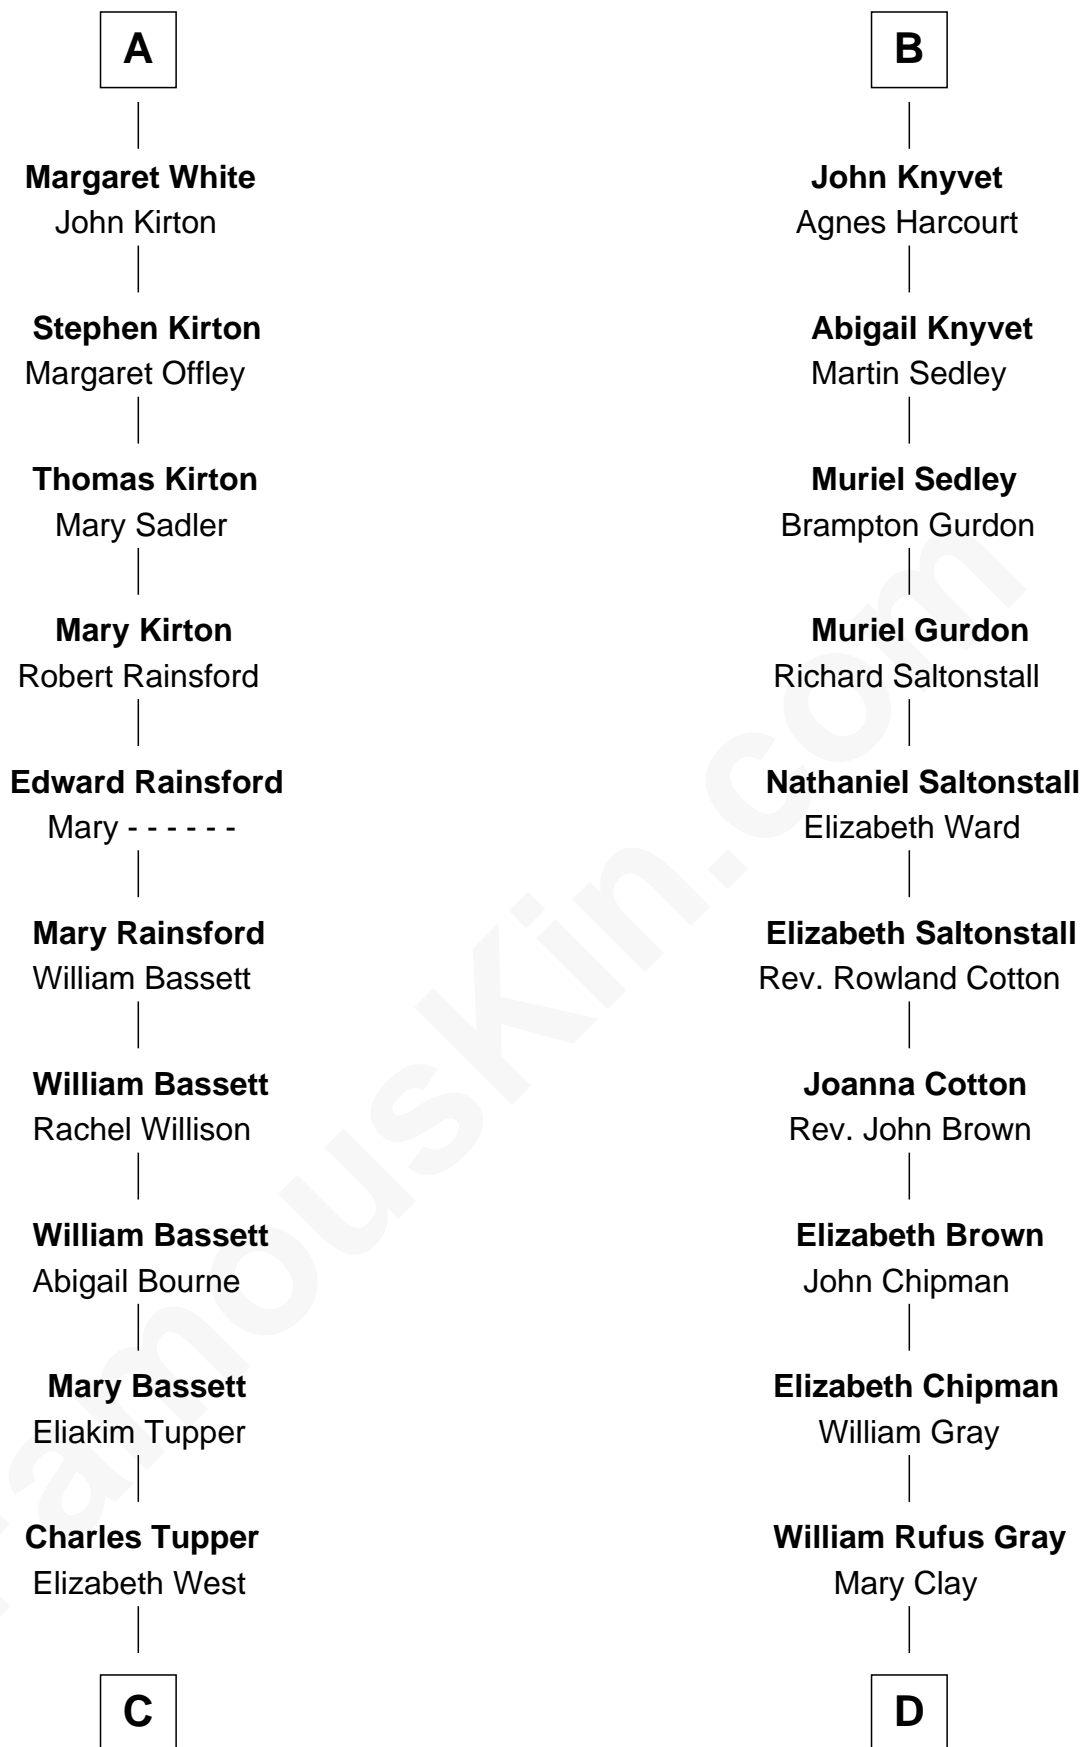 A
Margaret White
John Kirton
Stephen Kirton
Margaret Offley
Thomas Kirton
Mary Sadler
Mary Kirton
Robert Rainsford
Edward Rainsford
Mary - - - - - -
Mary Rainsford
William Bassett
William Bassett
Rachel Willison
William Bassett
Abigail Bourne
Mary Bassett
Eliakim Tupper
Charles Tupper
Elizabeth West
C
B
John Knyvet
Agnes Harcourt
Abigail Knyvet
Martin Sedley
Muriel Sedley
Brampton Gurdon
Muriel Gurdon
Richard Saltonstall
Nathaniel Saltonstall
Elizabeth Ward
Elizabeth Saltonstall
Rev. Rowland Cotton
Joanna Cotton
Rev. John Brown
Elizabeth Brown
John Chipman
Elizabeth Chipman
William Gray
William Rufus Gray
Mary Clay
D
FamousKin.com